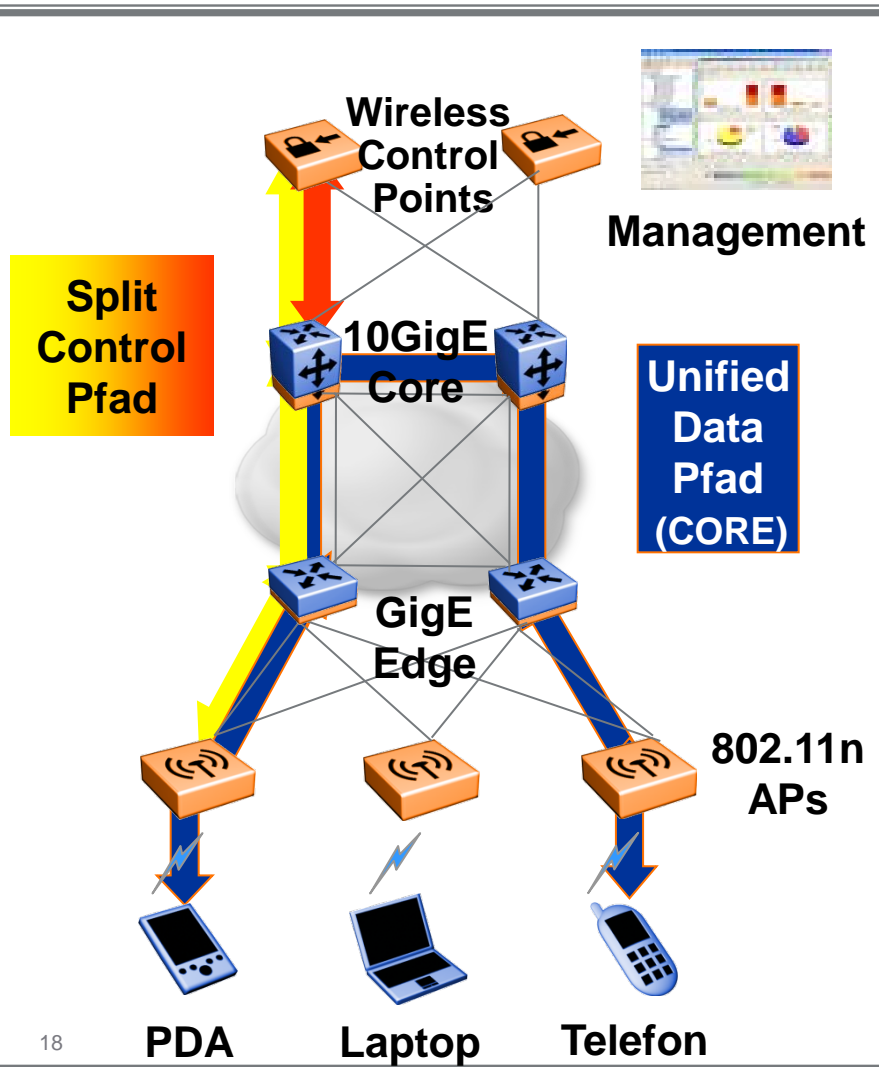 Wireless
Control
Points
Management
Split
Control
Pfad
10GigE
Core
Unified
Data
Pfad
(CORE)
GigE
Edge
802.11n
APs
PDA
Laptop
Telefon
18